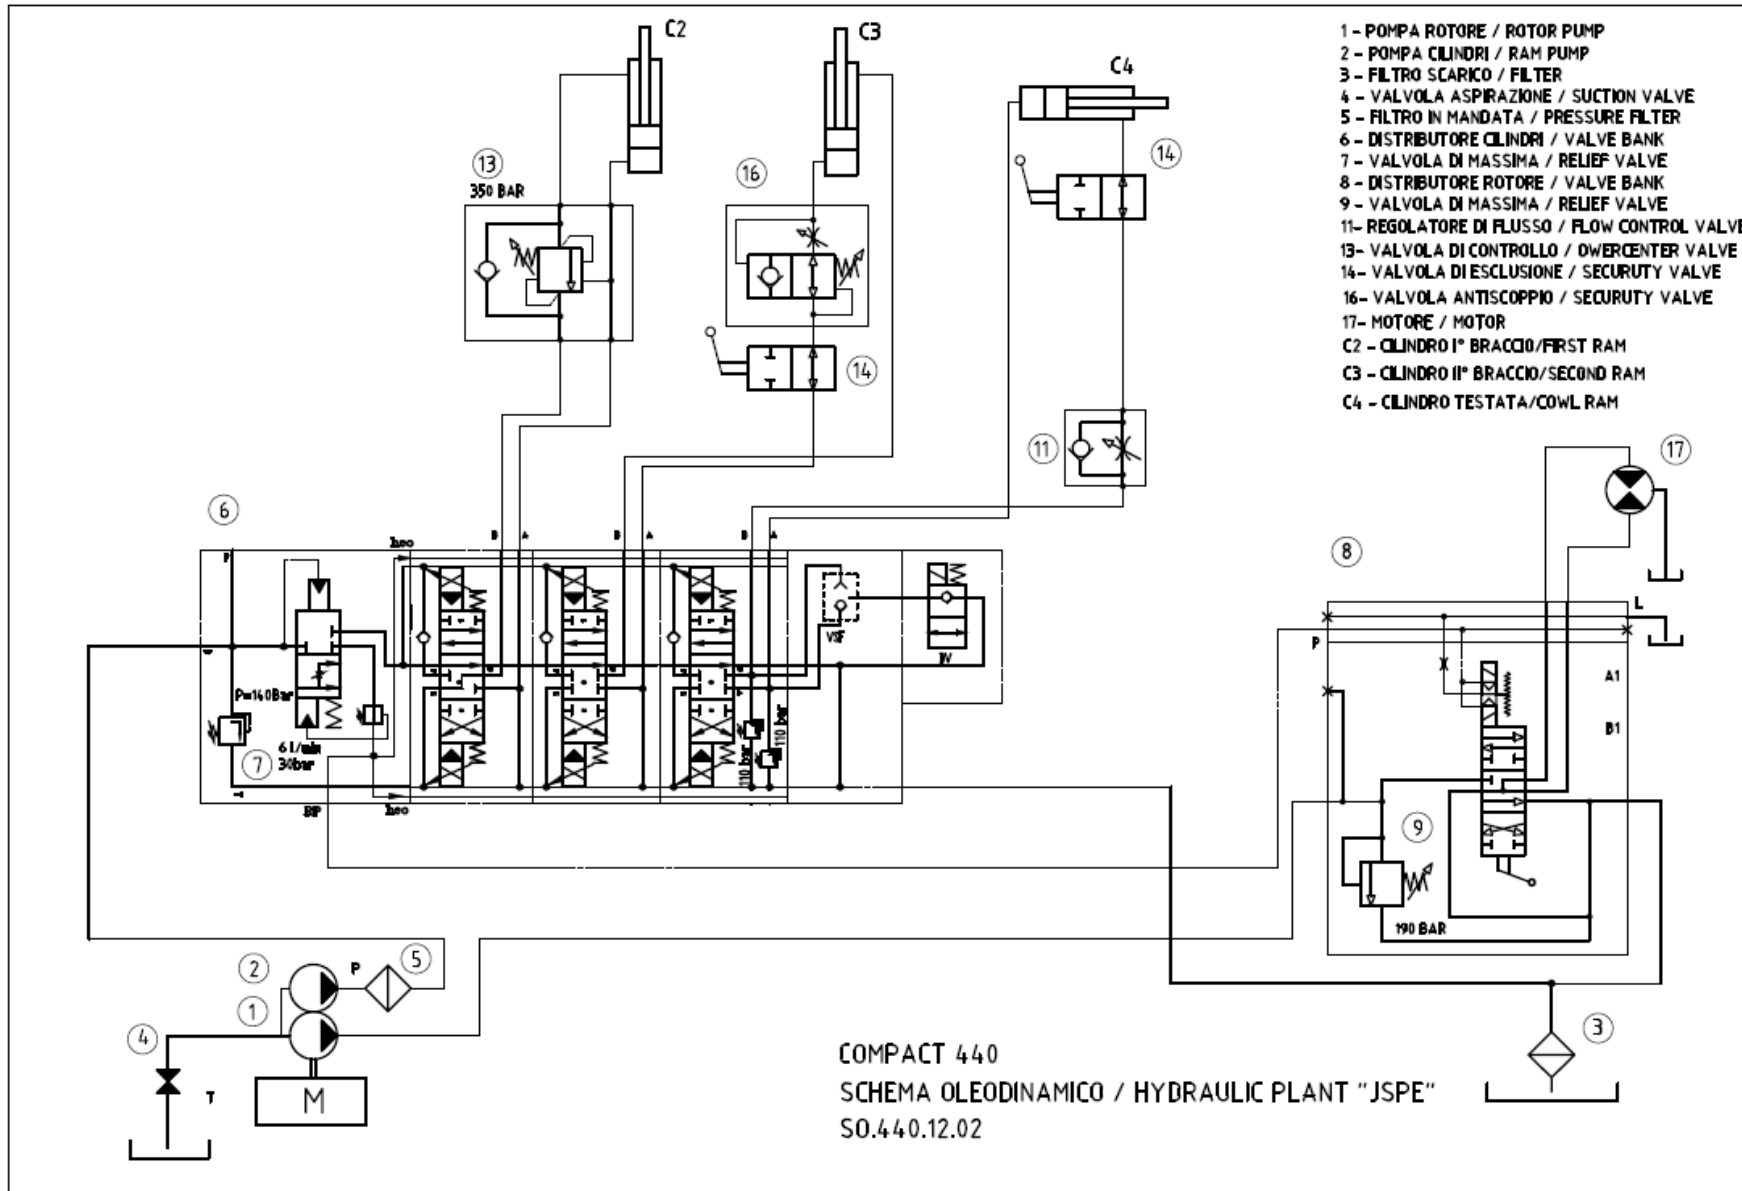 C2
C3
C4
1 - POMPA ROTORE / ROTOR PUMP
2 - POMPA CILINDRI / RAM PUMP
3 - FILTRO SCARICO / FILTER
4 - VALVOLA ASPIRAZIONE / SUCTION VALVE
5 - FILTRO IN MANDATA / PRESSURE FILTER
6 - DISTRIBUTORE CILINDRI / VALVE BANK
7 - VALVOLA DI MASSIMA / RELIEF VALVE
8 - DISTRIBUTORE ROTORE / VALVE BANK
9 - VALVOLA DI MASSIMA / RELIEF VALVE
11- REGOLATORE DI FLUSSO / FLOW CONTROL VALVE
13- VALVOLA DI CONTROLLO / OWERCENTER VALVE
14- VALVOLA DI ESCLUSIONE / SECURUTY VALVE
16- VALVOLA ANTISCOPPIO / SECURUTY VALVE
17- MOTORE / MOTOR
C2 - CILINDRO I° BRACCIO/FIRST RAM
C3 - CILINDRO II° BRACCIO/SECOND RAM
C4 - CILINDRO TESTATA/COWL RAM
13
350 BAR
16
14
14
11
17
6
8
B A
B A
B A
P
L
P
A1
B1
VSF
P=140Bar
7
6 l/min
30bar
110 bar
110 bar
T
BP
9
190 BAR
2
P
5
1
4
T
M
3
COMPACT 440
SCHEMA OLEODINAMICO / HYDRAULIC PLANT "JSPE"
SO.440.12.02